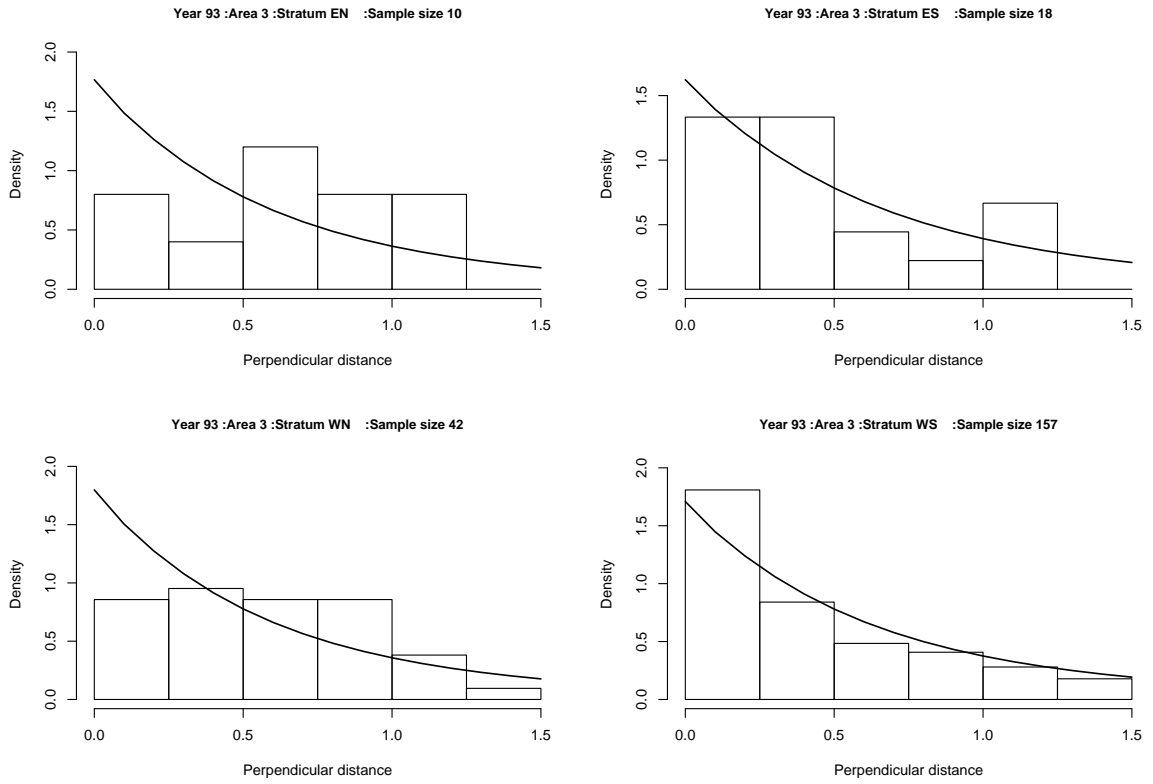 Year 93 :Area 3 :Stratum EN :Sample size 10
2.0
1.5
1.0
0.5
0.0
Density
0.0 0.5 1.0 1.5
Perpendicular distance
Year 93 :Area 3 :Stratum ES :Sample size 18
1.5
1.0
0.5
0.0
Density
0.0 0.5 1.0 1.5
Perpendicular distance
Year 93 :Area 3 :Stratum WN :Sample size 42
2.0
1.5
1.0
0.5
0.0
Density
0.0 0.5 1.0 1.5
Perpendicular distance
Year 93 :Area 3 :Stratum WS :Sample size 157
2.0
1.5
1.0
0.5
0.0
Density
0.0 0.5 1.0 1.5
Perpendicular distance